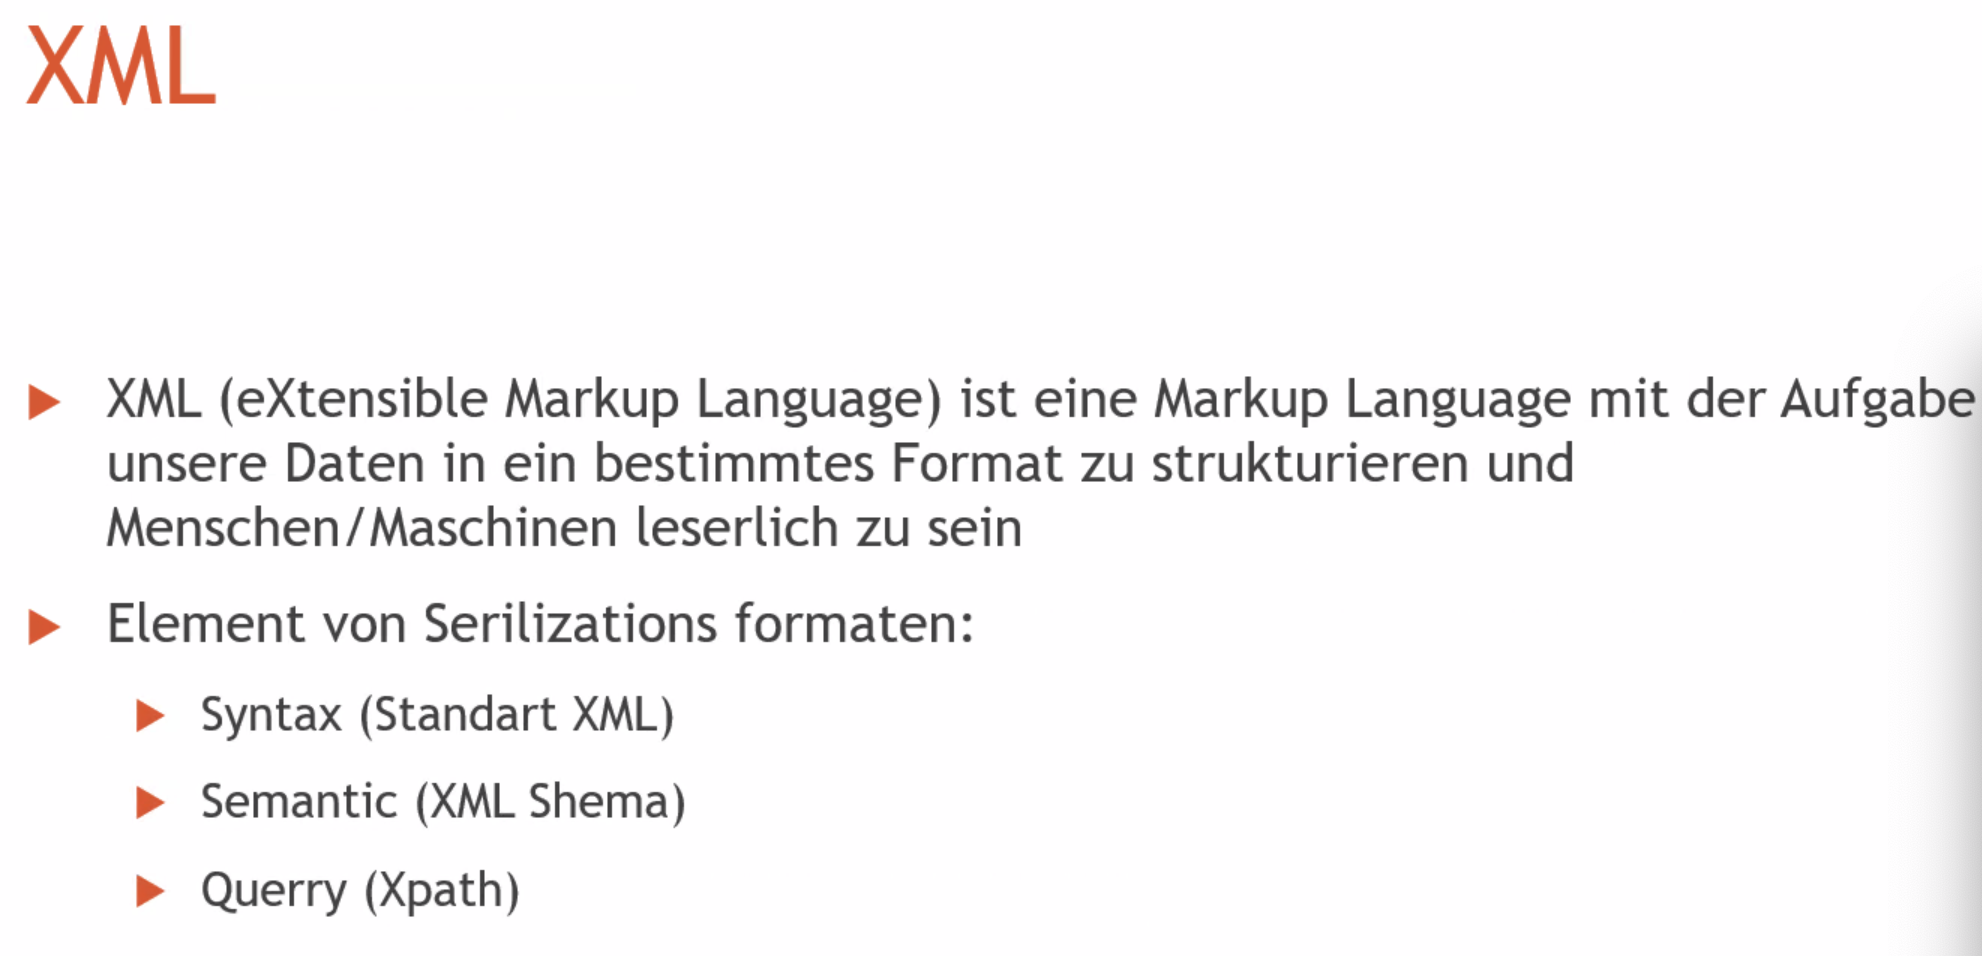 XML
XML (eXtensible Markup Language) ist eine Markup Language mit der Aufgabe
unsere Daten in ein bestimmtes Format zu strukturieren und
Menschen/Maschinen leserlich zu sein
Element von Serilizations formaten:
Syntax (Standart XML)
Semantic (XML Shema)
Querry (Xpath)